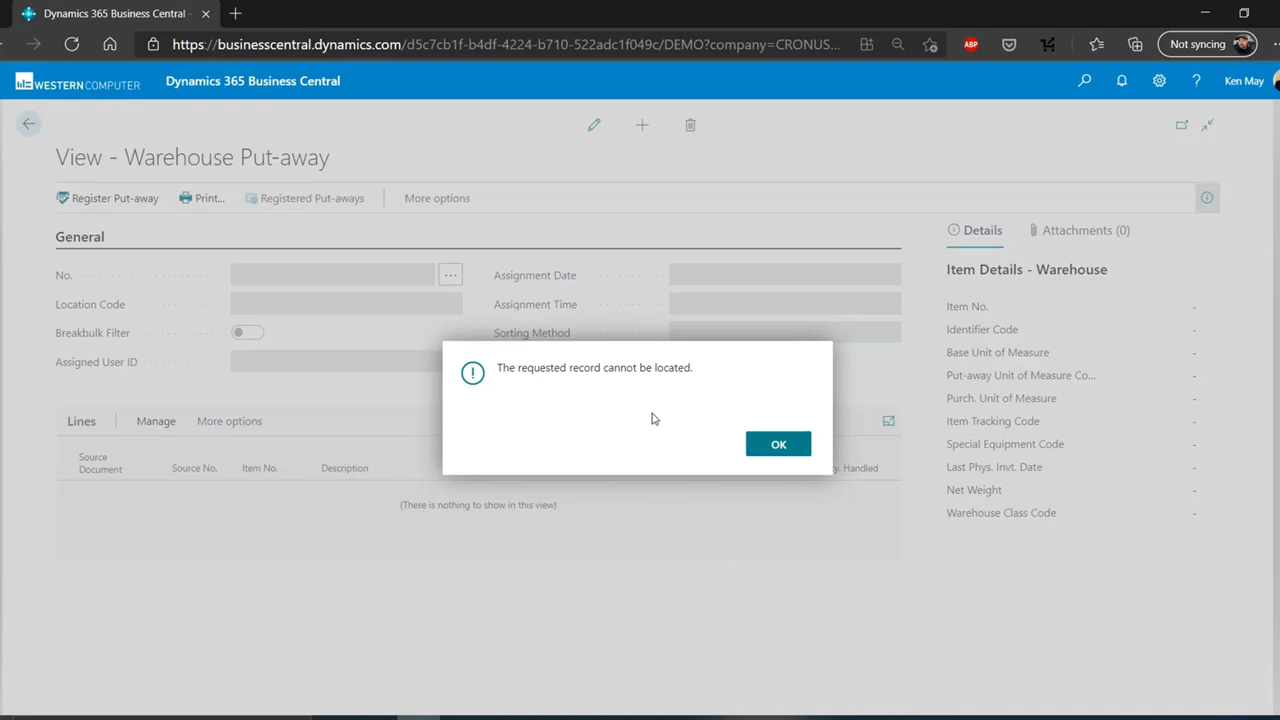 Dynamics 365 Business Central -
https://businesscentral.dynamics.com/d5c7cb1f-b4df-4224-b710-522adc1f049c/DEMO?company=CRONUS...
ABP
Not syncing
WESTERNCOMPUTER
Dynamics 365 Business Central
?
Ken May
View - Warehouse Put-away
Register Put-away
Print...
Registered Put-aways
More options
General
Details
Attachments (0)
No.
...
Assignment Date
Item Details - Warehouse
Location Code
Assignment Time
Item No. -
Breakbulk Filter
Sorting Method
Identifier Code -
Assigned User ID
Base Unit of Measure -
Put-away Unit of Measure Co... -
Purch. Unit of Measure -
The requested record cannot be located.
OK
Lines
Manage
More options
Item Tracking Code -
Special Equipment Code -
Source Document
Source No.
Item No.
Description
Handled
Last Phys. Invt. Date -
Net Weight -
(There is nothing to show in this view)
Warehouse Class Code -